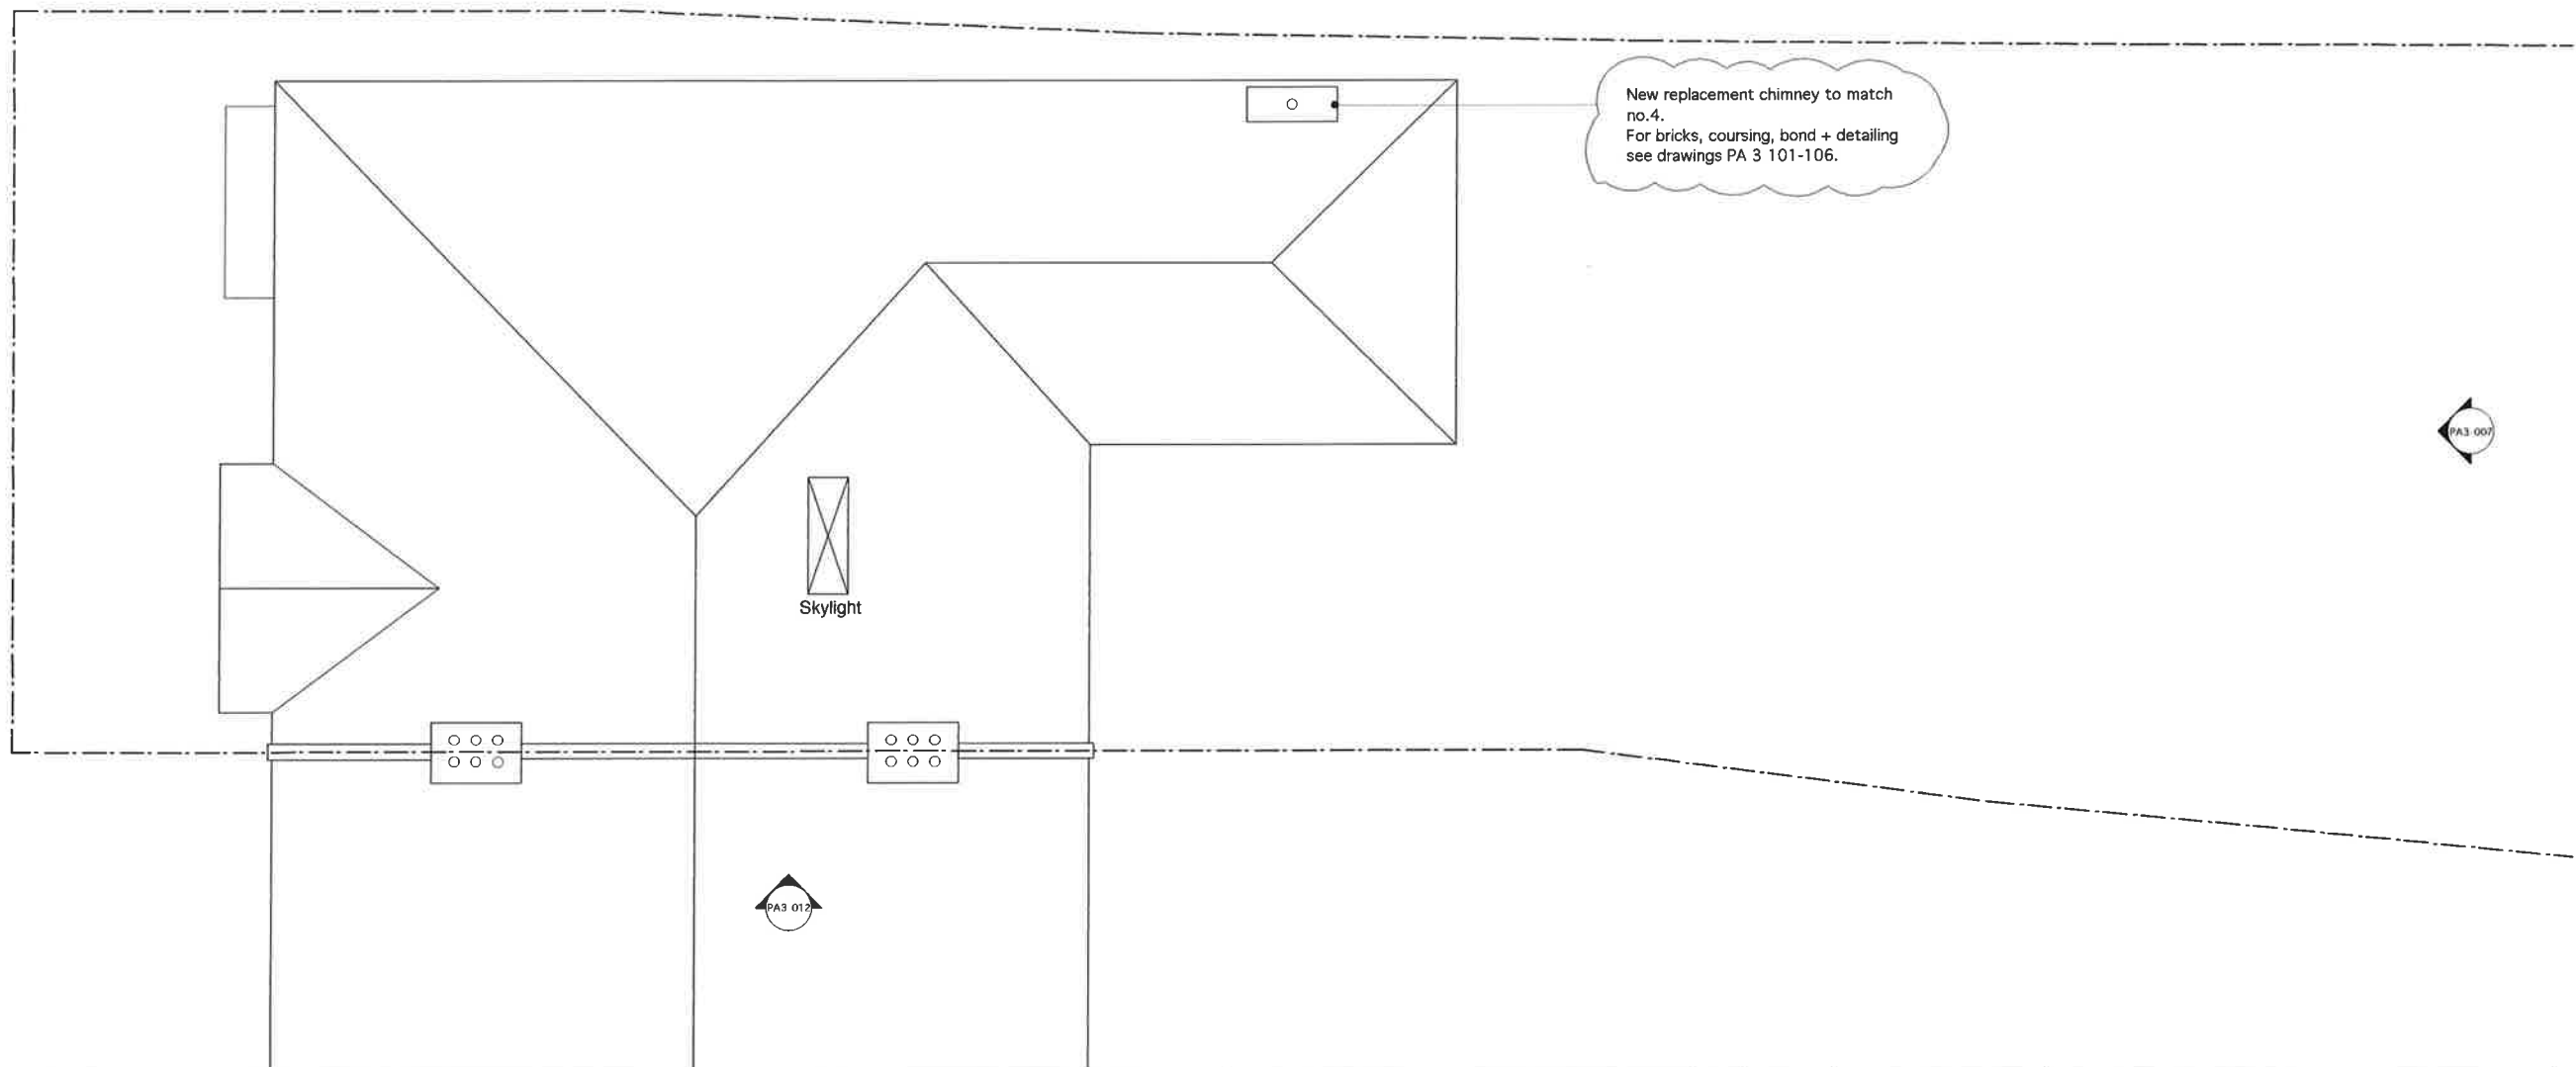 New replacement chimney to match
no.4.
For bricks, coursing, bond + detailing
see drawings PA 3 101-106.
PA3 007
Skylight
PA3 012